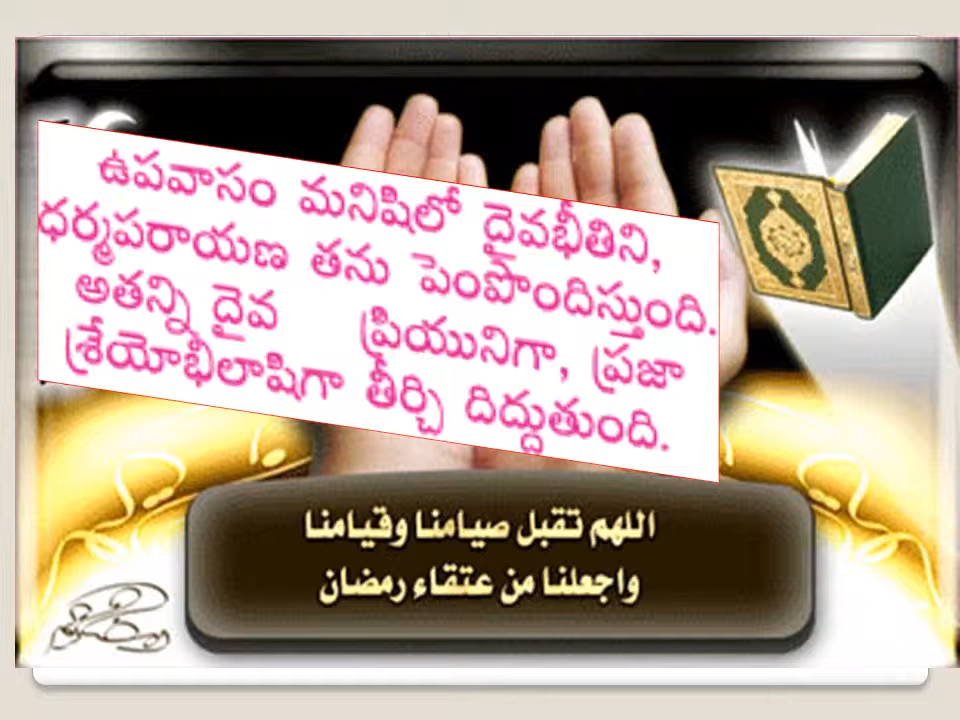 ఉపవాసం మనిషిలో దైవభీతిని,
ధర్మపరాయణ తను పెంపొందిస్తుంది.
అతన్ని దైవ ప్రియునిగా, ప్రజా
శ్రేయోభిలాషిగా తీర్చి దిద్దుతుంది.
اللهم تقبل صيامنا وقيامنا
واجعلنا من عتقاء رمضان